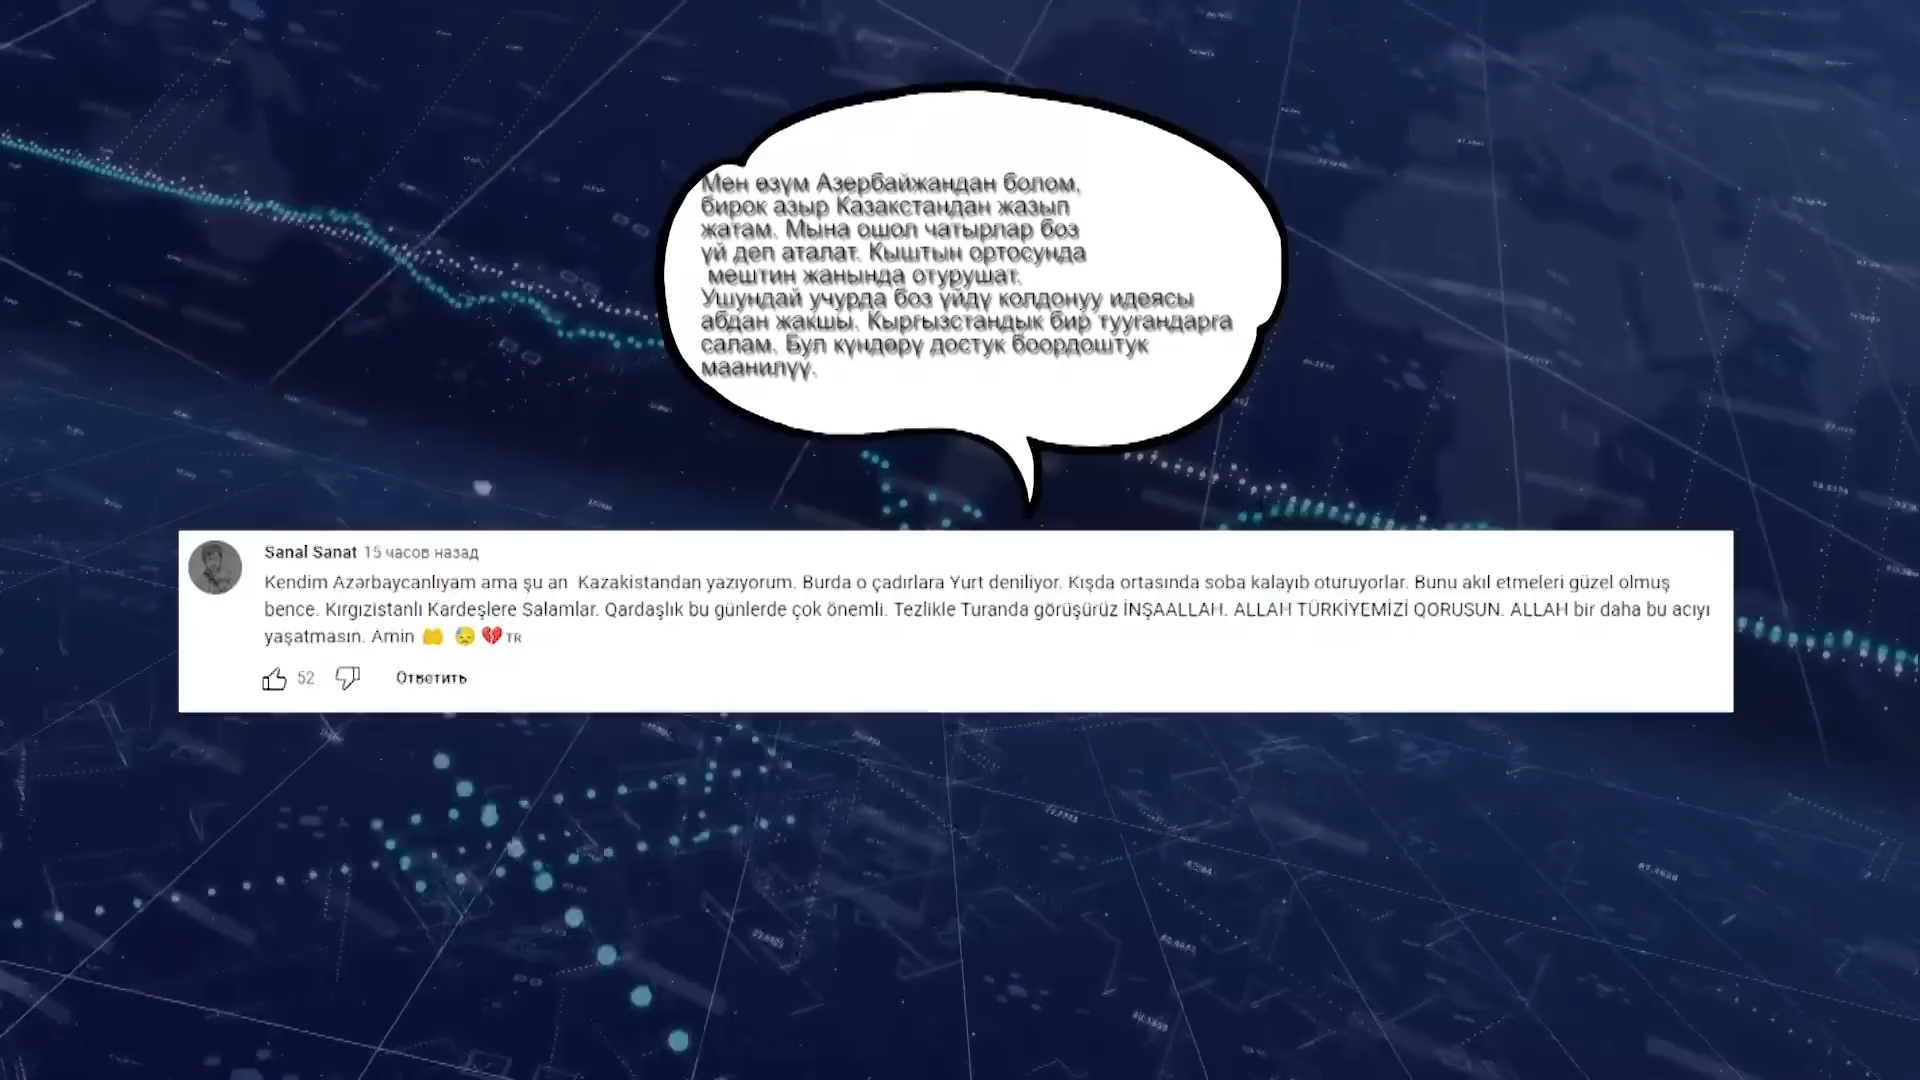 Мен өзүм Азербайжандан болом,
бирок азыр Казакстандан жазып
жатам. Мына ошол чатырлар боз
үй деп аталат. Кыштын ортосунда
мештин жанында отурушат.
Ушундай учурда боз үйдү колдонуу идеясы
абдан жакшы. Кыргызстандык бир туугандарга
салам. Бул күндөрү достук боордоштук
маанилүү.
Sanal Sanat 15 часов назад
Kendim Azərbaycanlıyam ama şu an Kazakistandan yazıyorum. Burda o çadırlara Yurt deniliyor. Kışda ortasında soba kalayıb oturuyorlar. Bunu akıl etmeleri güzel olmuş
bence. Kırgızistanlı Kardeşlere Salamlar. Qardaşlık bu günlerde çok önemli. Tezlikle Turanda görüşürüz İNŞAALLAH. ALLAH TÜRKİYEMİZİ QORUSUN. ALLAH bir daha bu acıyı
yaşatmasın. Amin 🤲 😓 💔 TR
52 Ответить